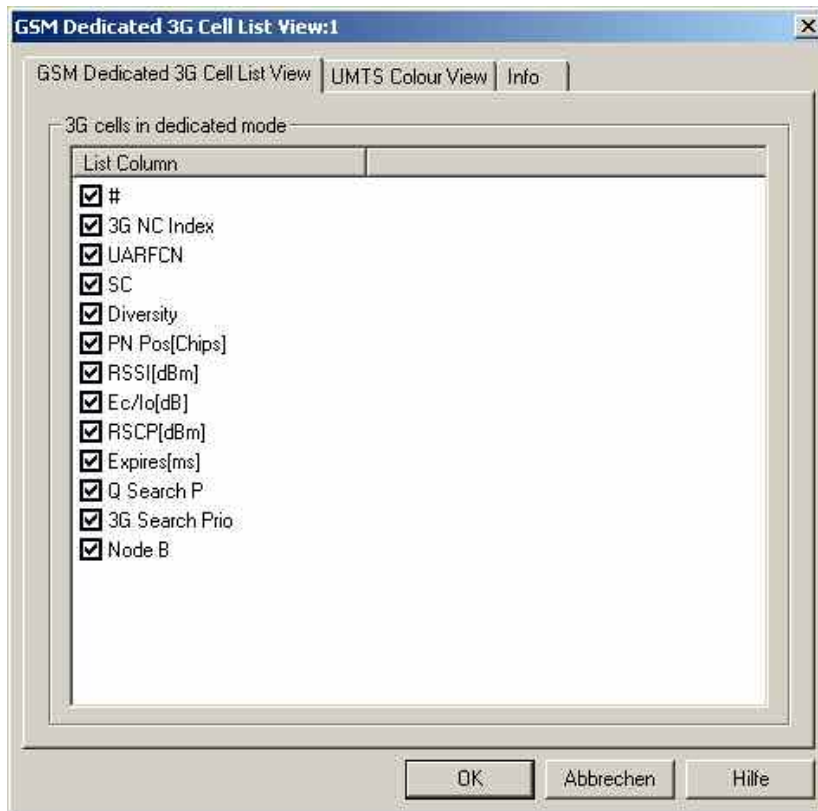 GSM Dedicated 3G Cell List View:1
GSM Dedicated 3G Cell List View UMTS Colour View Info
3G cells in dedicated mode
List Column
#
3G NC Index
UARFCN
SC
Diversity
PN Pos[Chips]
RSSI[dBm]
Ec/Io[dB]
RSCP[dBm]
Expires[ms]
Q Search P
3G Search Prio
Node B
OK Abbrechen Hilfe